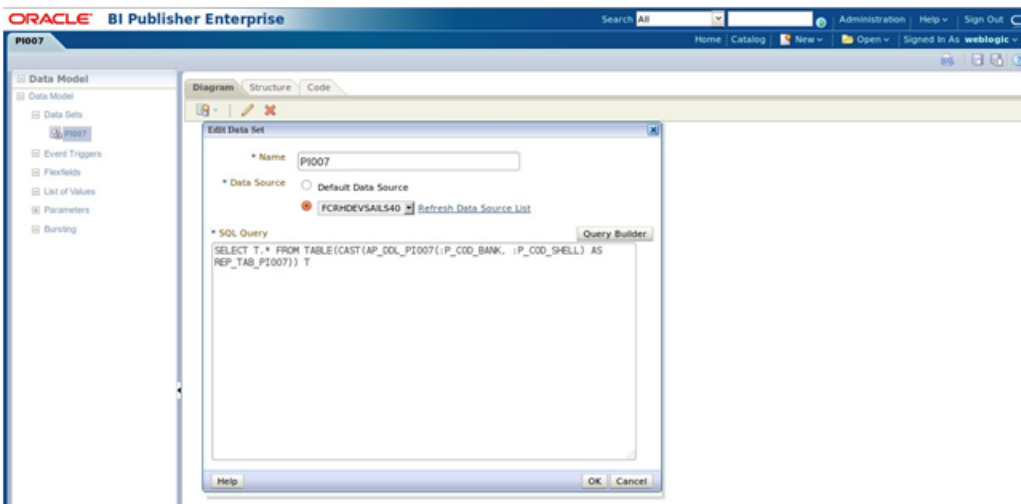 ORACLE BI Publisher Enterprise
Search All
Administration Help Sign Out
PI007
Home Catalog New Open Signed In As weblogic
Data Model
Diagram Structure Code
Data Model
Data Sets
PI007
Event Triggers
Flexfields
List of Values
Parameters
Bursting
Edit Data Set
* Name PI007
* Data Source Default Data Source
FCRHDEVSAILS40 Refresh Data Source List
* SQL Query Query Builder
SELECT T.* FROM TABLE(CAST(AP_DDL_PI007(:P_COD_BANK, :P_COD_SHELL) AS
REP_TAB_PI007)) T
Help OK Cancel